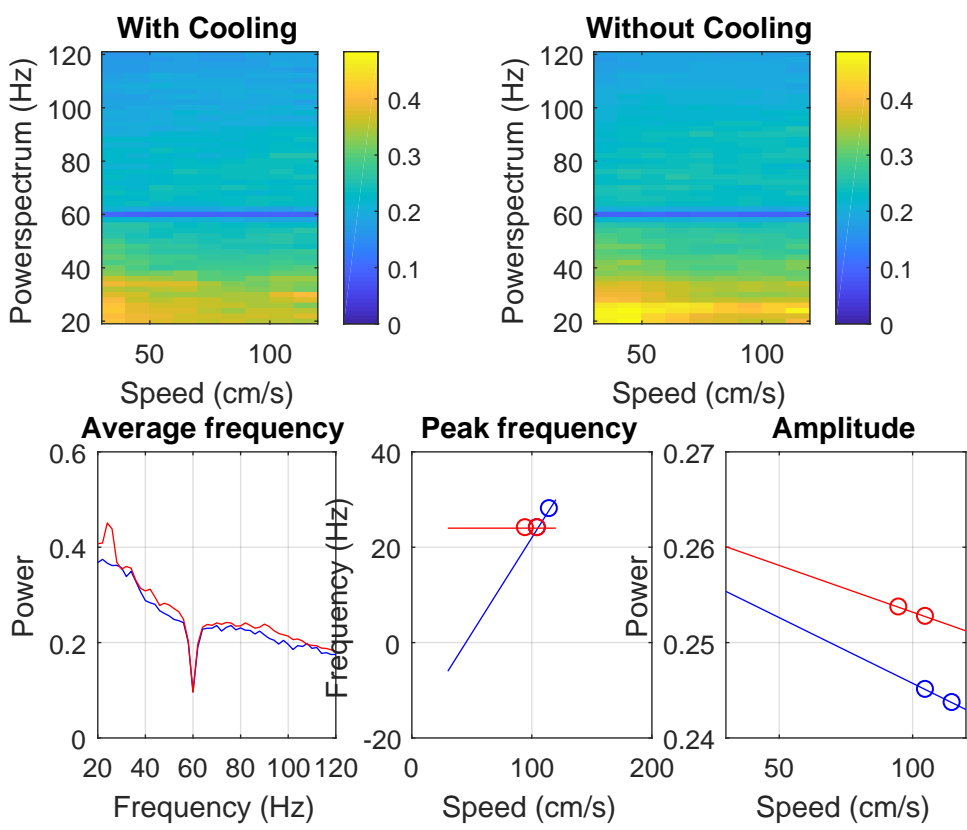 With Cooling
Without Cooling
Powerspectrum (Hz)
120
100
80
60
40
20
50
100
Speed (cm/s)
0.4
0.3
0.2
0.1
0
Powerspectrum (Hz)
120
100
80
60
40
20
50
100
Speed (cm/s)
0.4
0.3
0.2
0.1
0
Average frequency
Power
0.6
0.4
0.2
0
20 40 60 80 100 120
Frequency (Hz)
Peak frequency
Frequency (Hz)
40
20
0
-20
0 100 200
Speed (cm/s)
Amplitude
Power
0.27
0.26
0.25
0.24
50 100
Speed (cm/s)